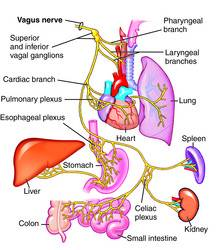 Vagus nerve
Pharyngeal
branch
Superior
and inferior
vagal ganglions
Laryngeal
branches
Cardiac branch
Pulmonary plexus
Lung
Esophageal plexus
Heart
Spleen
Stomach
Liver
Celiac
plexus
Kidney
Colon
Small intestine